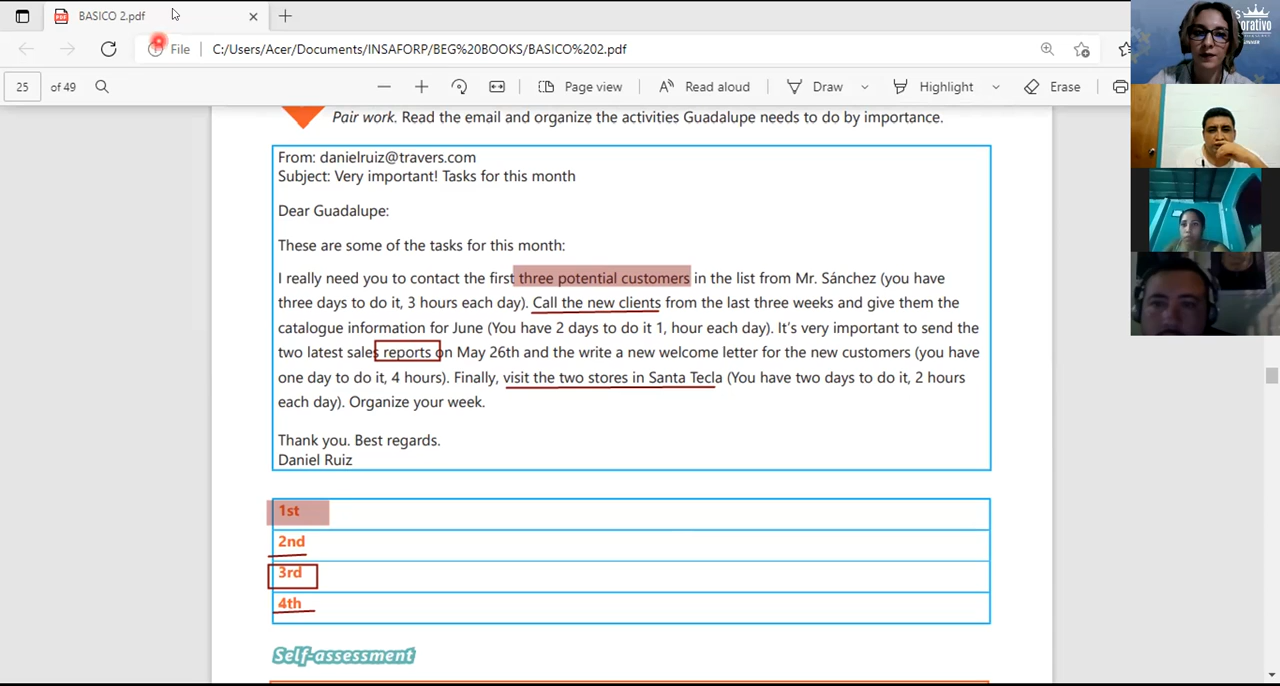 BASICO 2.pdf
File C:/Users/Acer/Documents/INSAFORP/BEG BOOKS/BASICO%202.pdf
25 of 49 Page view Read aloud Draw Highlight Erase
Pair work. Read the email and organize the activities Guadalupe needs to do by importance.
From: danielruiz@travers.com
Subject: Very important! Tasks for this month
Dear Guadalupe:
These are some of the tasks for this month:
I really need you to contact the first three potential customers in the list from Mr. Sánchez (you have
three days to do it, 3 hours each day). Call the new clients from the last three weeks and give them the
catalogue information for June (You have 2 days to do it 1, hour each day). It's very important to send the
two latest sales reports on May 26th and the write a new welcome letter for the new customers (you have
one day to do it, 4 hours). Finally, visit the two stores in Santa Tecla (You have two days to do it, 2 hours
each day). Organize your week.
Thank you. Best regards.
Daniel Ruiz
1st
2nd
3rd
4th
Self-assessment